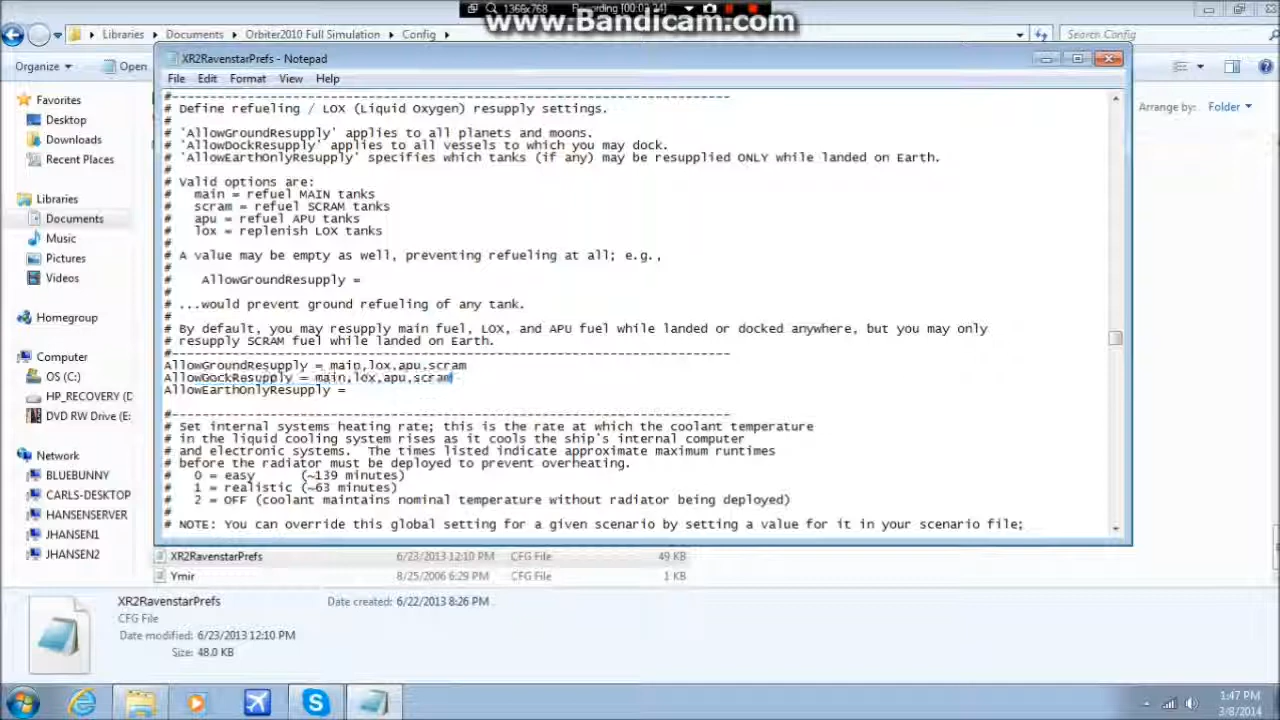 1366x768 Recording [00:03:24]
www.Bandicam.com
Libraries Documents Orbiter2010 Full Simulation Config Search Config
XR2RavenstarPrefs - Notepad
Organize Open Arrange by: Folder
File Edit Format View Help
#--------------------------------------------------------------------------
# Define refueling / LOX (Liquid Oxygen) resupply settings.
#
# 'AllowGroundResupply' applies to all planets and moons.
# 'AllowDockResupply' applies to all vessels to which you may dock.
# 'AllowEarthOnlyResupply' specifies which tanks (if any) may be resupplied ONLY while landed on Earth.
#
# Valid options are:
# main = refuel MAIN tanks
# scram = refuel SCRAM tanks
# apu = refuel APU tanks
# lox = replenish LOX tanks
#
# A value may be empty as well, preventing refueling at all; e.g.,
#
# AllowGroundResupply =
#
# ...would prevent ground refueling of any tank.
#
# By default, you may resupply main fuel, LOX, and APU fuel while landed or docked anywhere, but you may only
# resupply SCRAM fuel while landed on Earth.
#--------------------------------------------------------------------------
AllowGroundResupply = main,lox,apu,scram
AllowDockResupply = main,lox,apu,scram
AllowEarthOnlyResupply =
#--------------------------------------------------------------------------
# Set internal systems heating rate; this is the rate at which the coolant temperature
# in the liquid cooling system rises as it cools the ship's internal computer
# and electronic systems. The times listed indicate approximate maximum runtimes
# before the radiator must be deployed to prevent overheating.
# 0 = easy (~139 minutes)
# 1 = realistic (~63 minutes)
# 2 = OFF (coolant maintains nominal temperature without radiator being deployed)
#
# NOTE: You can override this global setting for a given scenario by setting a value for it in your scenario file;
Favorites
Desktop
Downloads
Recent Places
Libraries
Documents
Music
Pictures
Videos
Homegroup
Computer
OS (C:)
HP_RECOVERY (D:
DVD RW Drive (E:
Network
BLUEBUNNY
CARLS-DESKTOP
HANSENSERVER
JHANSEN1
JHANSEN2
XR2RavenstarPrefs 6/23/2013 12:10 PM CFG File 49 KB
Ymir 8/25/2006 6:29 PM CFG File 1 KB
XR2RavenstarPrefs Date created: 6/22/2013 8:26 PM
CFG File
Date modified: 6/23/2013 12:10 PM
Size: 48.0 KB
1:47 PM
3/8/2014